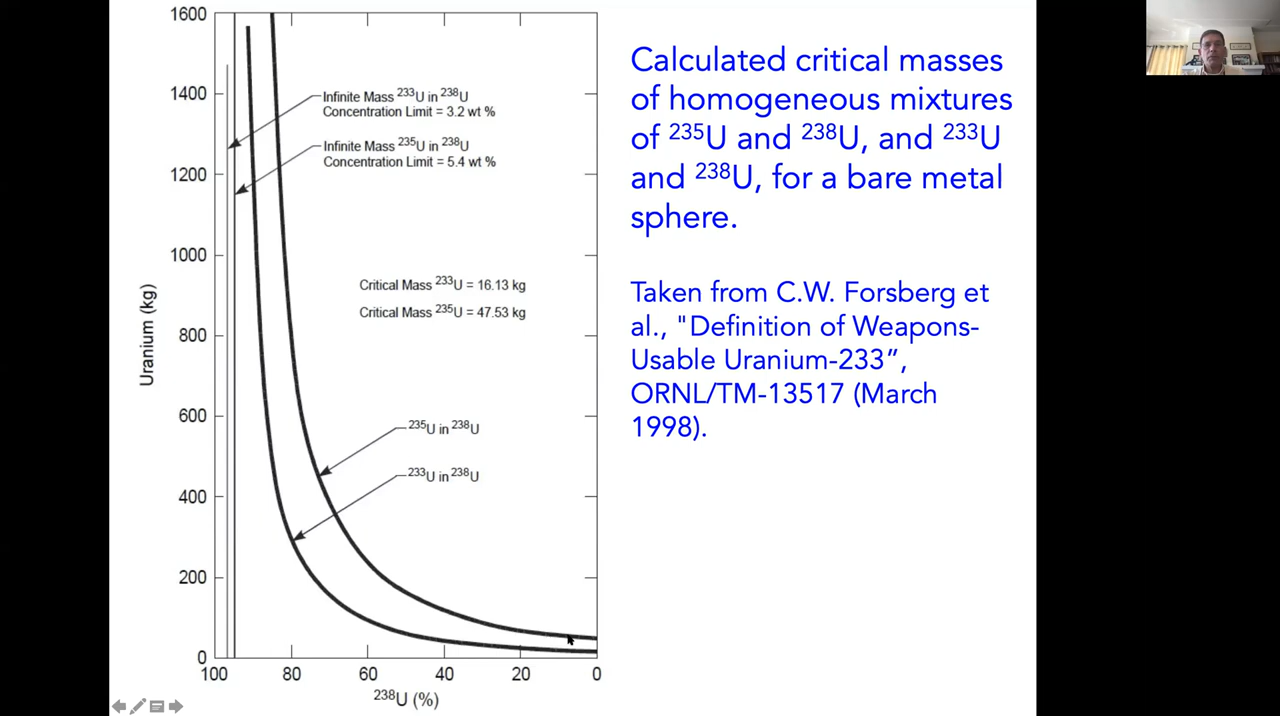 1600
1400
1200
1000
800
600
400
200
0
Uranium (kg)
100
80
60
40
20
0
²³⁸U (%)
Infinite Mass ²³³U in ²³⁸U
Concentration Limit = 3.2 wt %
Infinite Mass ²³⁵U in ²³⁸U
Concentration Limit = 5.4 wt %
Critical Mass ²³³U = 16.13 kg
Critical Mass ²³⁵U = 47.53 kg
²³⁵U in ²³⁸U
²³³U in ²³⁸U
Calculated critical masses
of homogeneous mixtures
of ²³⁵U and ²³⁸U, and ²³³U
and ²³⁸U, for a bare metal
sphere.
Taken from C.W. Forsberg et
al., "Definition of Weapons-
Usable Uranium-233”,
ORNL/TM-13517 (March
1998).